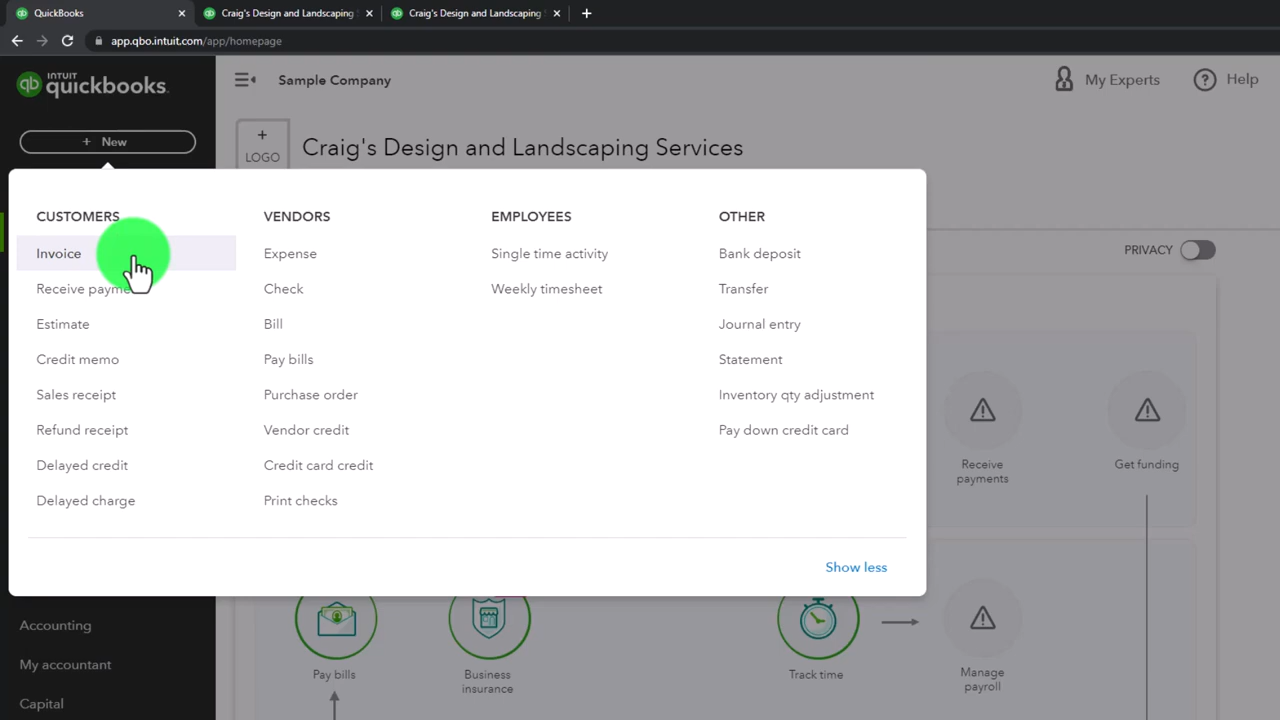 QuickBooks
Craig's Design and Landscaping
Craig's Design and Landscaping
app.qbo.intuit.com/app/homepage
INTUIT
quickbooks.
Sample Company
My Experts
Help
+ New
+
LOGO
Craig's Design and Landscaping Services
CUSTOMERS
Invoice
Receive payme
Estimate
Credit memo
Sales receipt
Refund receipt
Delayed credit
Delayed charge
VENDORS
Expense
Check
Bill
Pay bills
Purchase order
Vendor credit
Credit card credit
Print checks
EMPLOYEES
Single time activity
Weekly timesheet
OTHER
Bank deposit
Transfer
Journal entry
Statement
Inventory qty adjustment
Pay down credit card
Show less
PRIVACY
Receive
payments
Get funding
Accounting
My accountant
Capital
Pay bills
Business
insurance
Track time
Manage
payroll